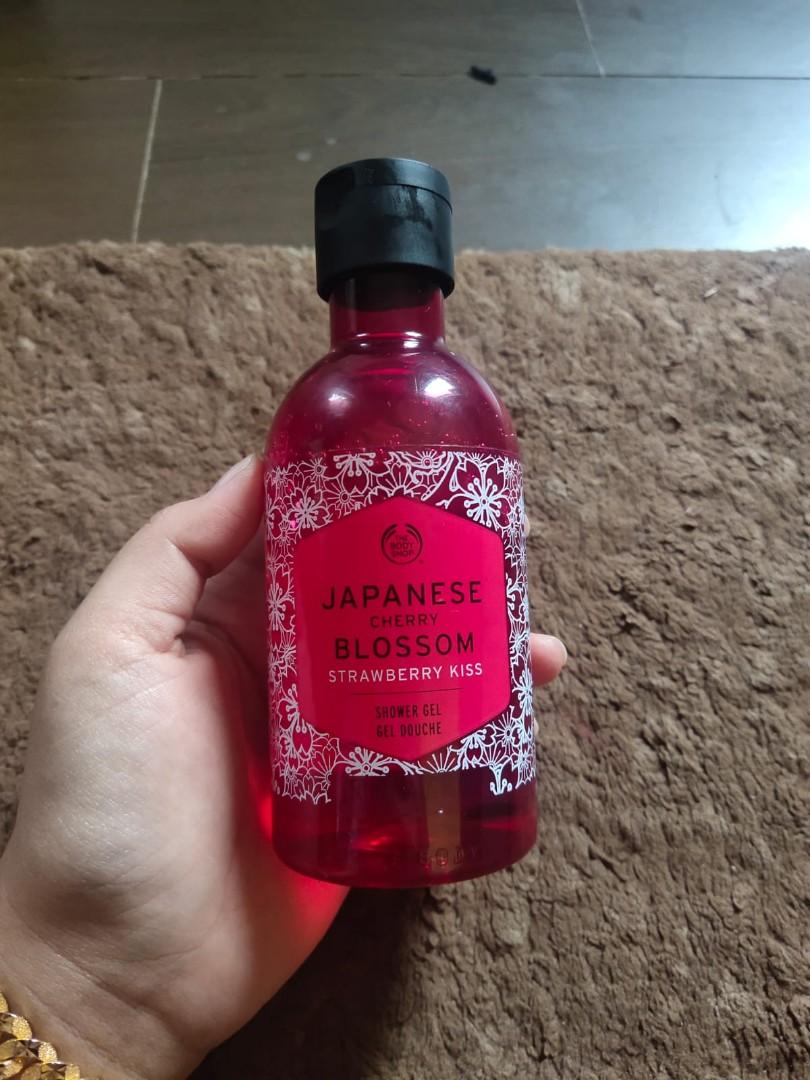 THE
BODY
SHOP
JAPANESE
CHERRY
BLOSSOM
STRAWBERRY KISS
SHOWER GEL
GEL DOUCHE